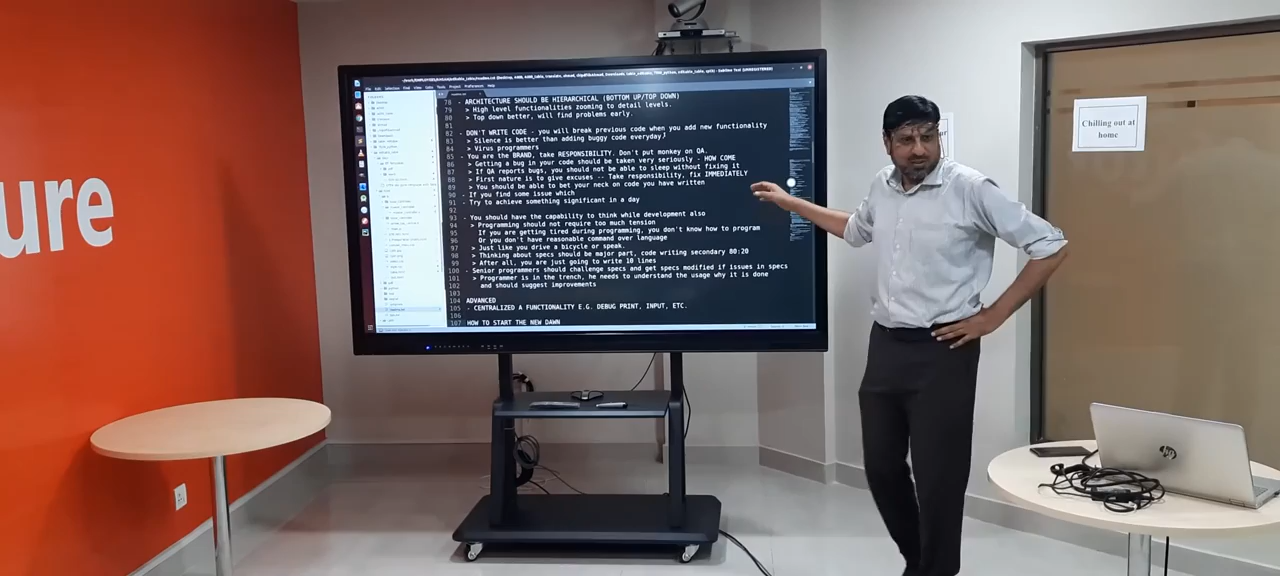 ure
78 - ARCHITECTURE SHOULD BE HIERARCHICAL (BOTTOM UP/TOP DOWN)
79 > High level functionalities zooming to detail levels.
80 > Top down better, will find problems early.
81
82 - DON'T WRITE CODE - you will break previous code when you add new functionality
83 > Silence is better than adding buggy code everyday
84 > Virus programmers
85 - You are the BRAND, take RESPONSIBILITY. Don't put monkey on QA.
86 > Getting a bug in your code should be taken very seriously - HOW COME
87 > If QA reports bugs, you should not be able to sleep without fixing it
88 > First nature is to give excuses -- Take responsibility, fix IMMEDIATELY
89 > You should be able to bet your neck on code you have written
90 - If you find some issue which
91 - Try to achieve something significant in a day
92
93 - You should have the capability to think while development also
94 > Programming should not require too much tension
95 If you are getting tired during programming, you don't know how to program
96 Or you don't have reasonable command over language
97 > Just like you drive a bicycle or speak.
98 > Thinking about specs should be major part, code writing secondary 80:20
99 > After all, you are just going to write 10 lines
100 - Senior programmers should challenge specs and get specs modified if issues in specs
101 > Programmer is in the trench, he needs to understand the usage why it is done
102 and should suggest improvements
103
104 ADVANCED
105 - CENTRALIZED A FUNCTIONALITY E.G. DEBUG PRINT, INPUT, ETC.
106
107 HOW TO START THE NEW DAWN
Chilling out at
home
hp